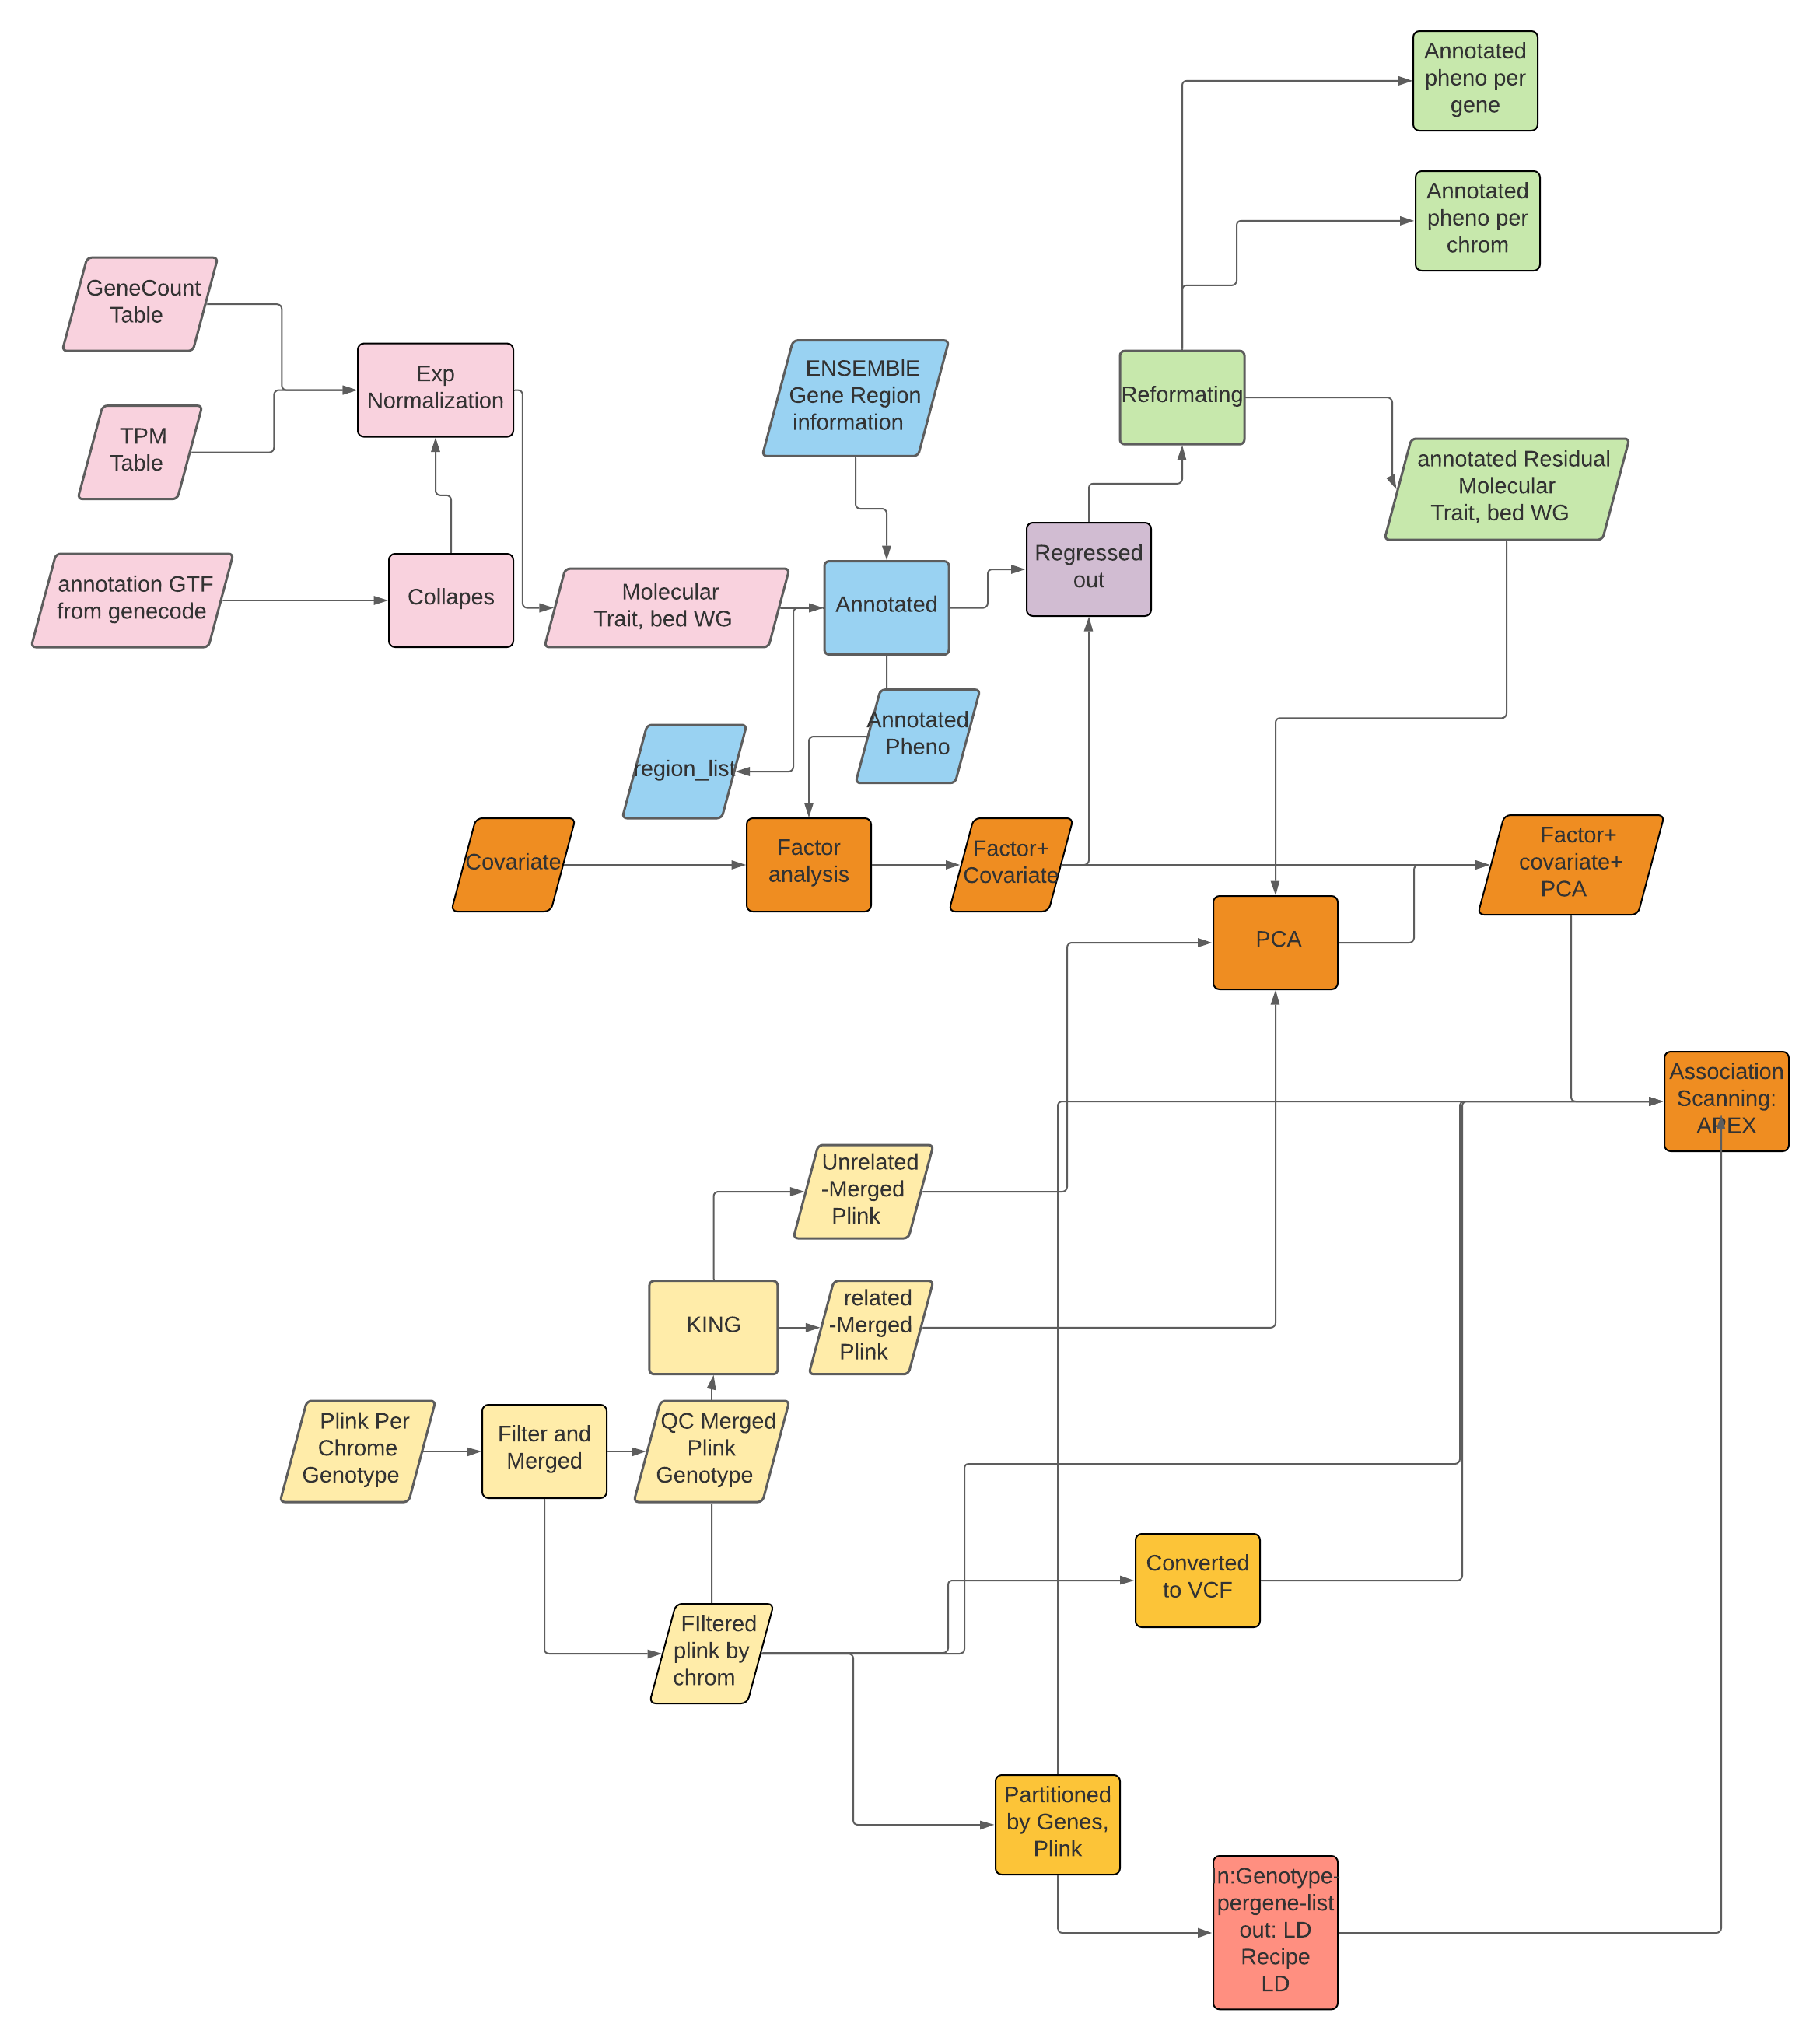 Annotated
pheno per
gene
Annotated
pheno per
chrom
GeneCount
Table
Exp
Normalization
TPM
Table
annotation GTF
from genecode
Collapes
Molecular
Trait, bed WG
ENSEMBlE
Gene Region
information
Annotated
Regressed
out
Reformating
annotated Residual
Molecular
Trait, bed WG
region_list
Annotated
Pheno
Covariate
Factor
analysis
Factor+
Covariate
Factor+
covariate+
PCA
PCA
Association
Scanning:
APEX
Unrelated
-Merged
Plink
KING
related
-Merged
Plink
Plink Per
Chrome
Genotype
Filter and
Merged
QC Merged
Plink
Genotype
Converted
to VCF
FIltered
plink by
chrom
Partitioned
by Genes,
Plink
In:Genotype-
pergene-list
out: LD
Recipe
LD